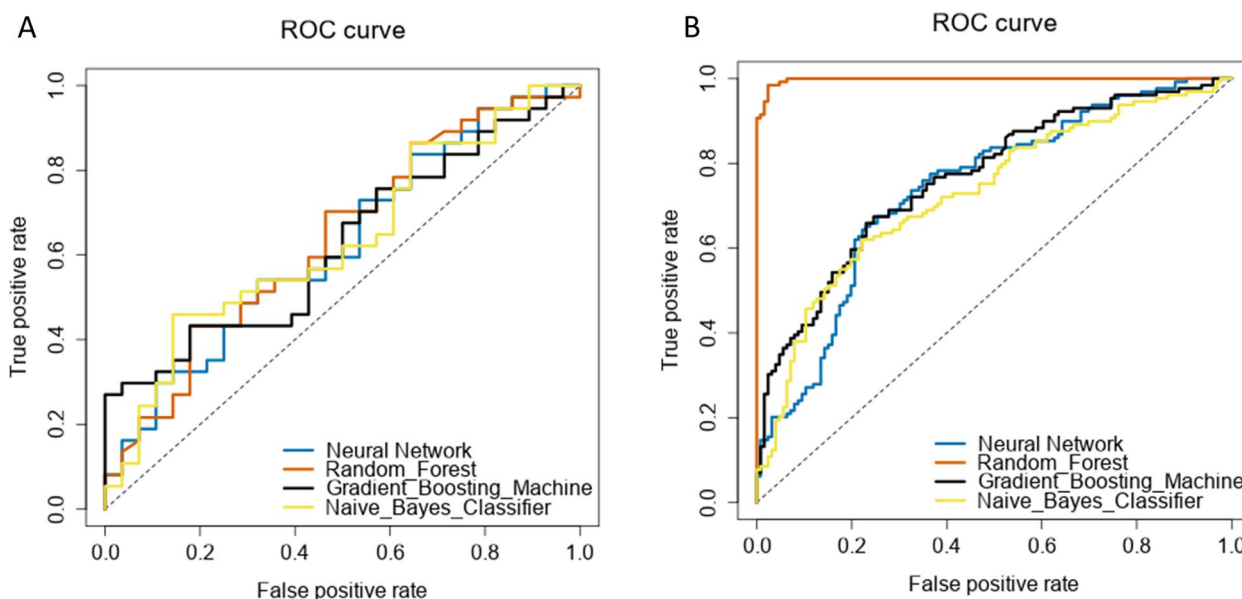 A
ROC curve
True positive rate
1.0
0.8
0.6
0.4
0.2
0.0
Neural Network
Random_Forest
Gradient_Boosting_Machine
Naive_Bayes_Classifier
0.0 0.2 0.4 0.6 0.8 1.0
False positive rate
B
ROC curve
True positive rate
1.0
0.8
0.6
0.4
0.2
0.0
Neural Network
Random_Forest
Gradient_Boosting_Machine
Naive_Bayes_Classifier
0.0 0.2 0.4 0.6 0.8 1.0
False positive rate